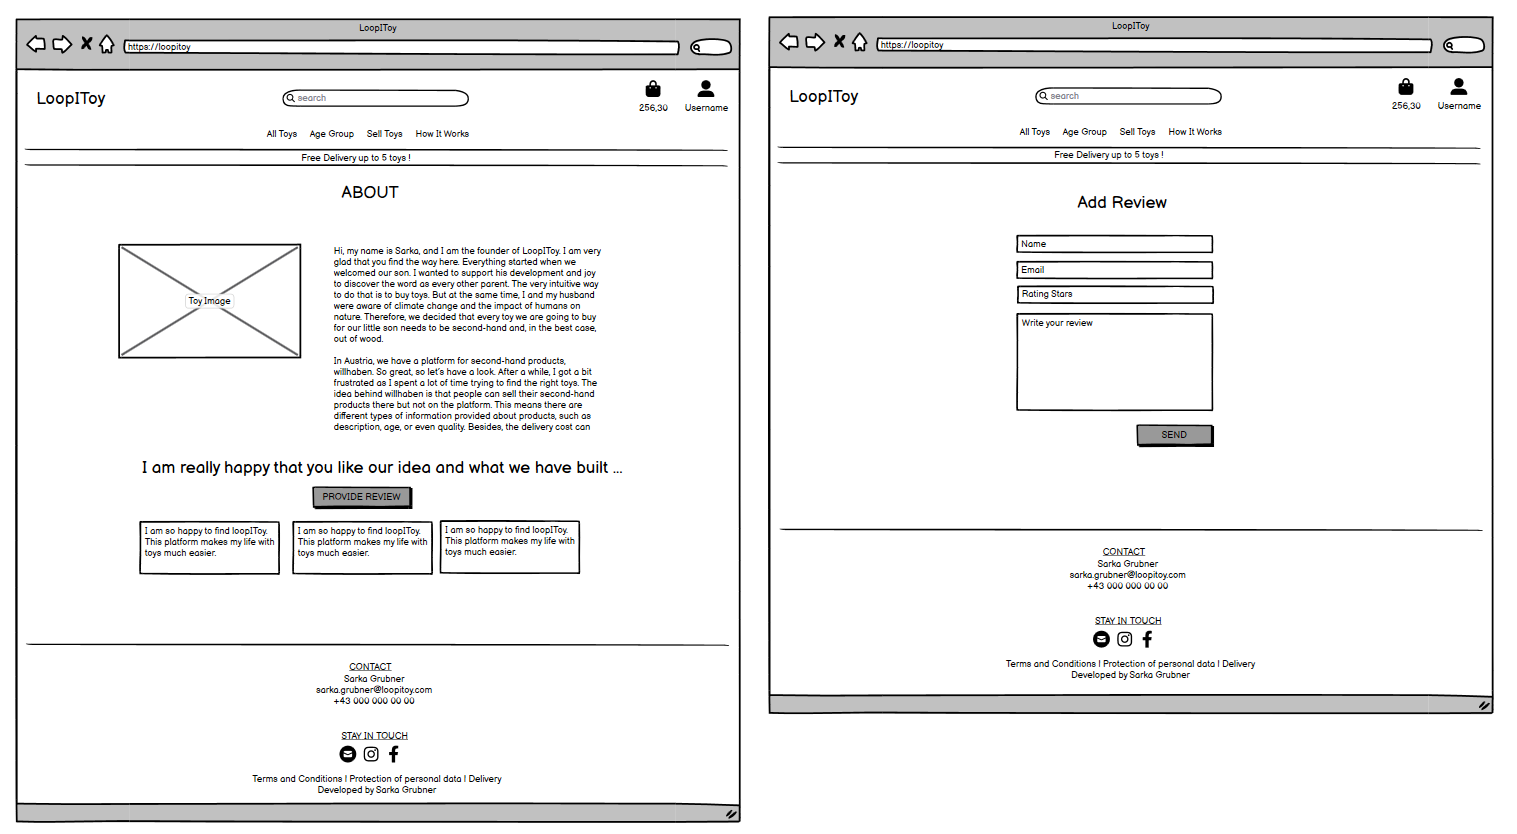 LoopIToy
https://loopitoy
LoopIToy
search
256,30
Username
All Toys Age Group Sell Toys How It Works
Free Delivery up to 5 toys !
ABOUT
Toy Image
Hi, my name is Sarka, and I am the founder of LoopIToy. I am very
glad that you find the way here. Everything started when we
welcomed our son. I wanted to support his development and joy
to discover the word as every other parent. The very intuitive way
to do that is to buy toys. But at the same time, I and my husband
were aware of climate change and the impact of humans on
nature. Therefore, we decided that every toy we are going to buy
for our little son needs to be second-hand and, in the best case,
out of wood.
In Austria, we have a platform for second-hand products,
willhaben. So great, so let's have a look. After a while, I got a bit
frustrated as I spent a lot of time trying to find the right toys. The
idea behind willhaben is that people can sell their second-hand
products there but not on the platform. This means there are
different types of information provided about products, such as
description, age, or even quality. Besides, the delivery cost can
I am really happy that you like our idea and what we have built ...
PROVIDE REVIEW
I am so happy to find loopIToy.
This platform makes my life with
toys much easier.
I am so happy to find loopIToy.
This platform makes my life with
toys much easier.
I am so happy to find loopIToy.
This platform makes my life with
toys much easier.
CONTACT
Sarka Grubner
sarka.grubner@loopitoy.com
+43 000 000 00 00
STAY IN TOUCH
Terms and Conditions | Protection of personal data | Delivery
Developed by Sarka Grubner
LoopIToy
https://loopitoy
LoopIToy
search
256,30
Username
All Toys Age Group Sell Toys How It Works
Free Delivery up to 5 toys !
Add Review
Name
Email
Rating Stars
Write your review
SEND
CONTACT
Sarka Grubner
sarka.grubner@loopitoy.com
+43 000 000 00 00
STAY IN TOUCH
Terms and Conditions | Protection of personal data | Delivery
Developed by Sarka Grubner